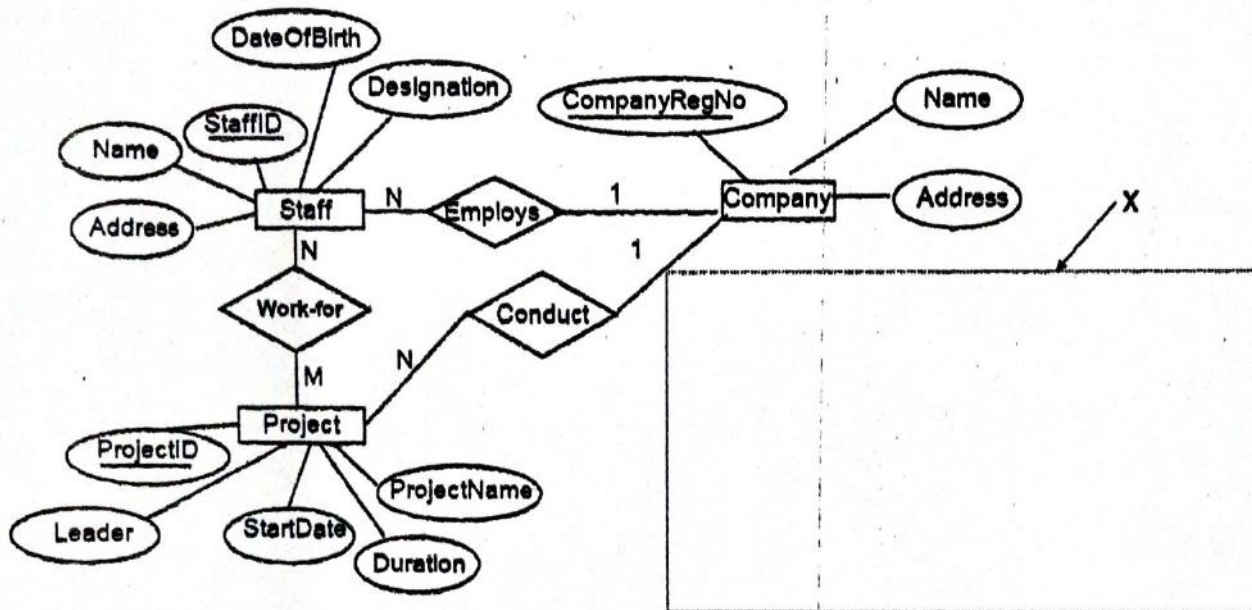 DateOfBirth
Designation
CompanyRegNo
Name
StaffID
Name
Staff
N
Employs
1
Company
Address
X
Address
N
1
Work-for
Conduct
N
M
Project
ProjectID
ProjectName
Leader
StartDate
Duration